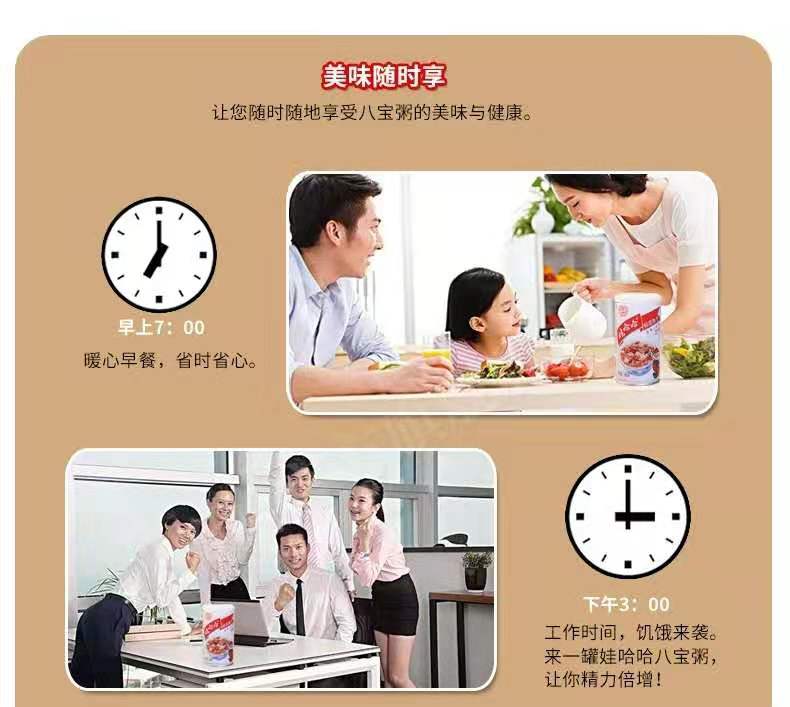 美味随时享
让您随时随地享受八宝粥的美味与健康。
早上7：00
暖心早餐，省时省心。
下午3：00
工作时间，饥饿来袭。
来一罐娃哈哈八宝粥，
让你精力倍增！